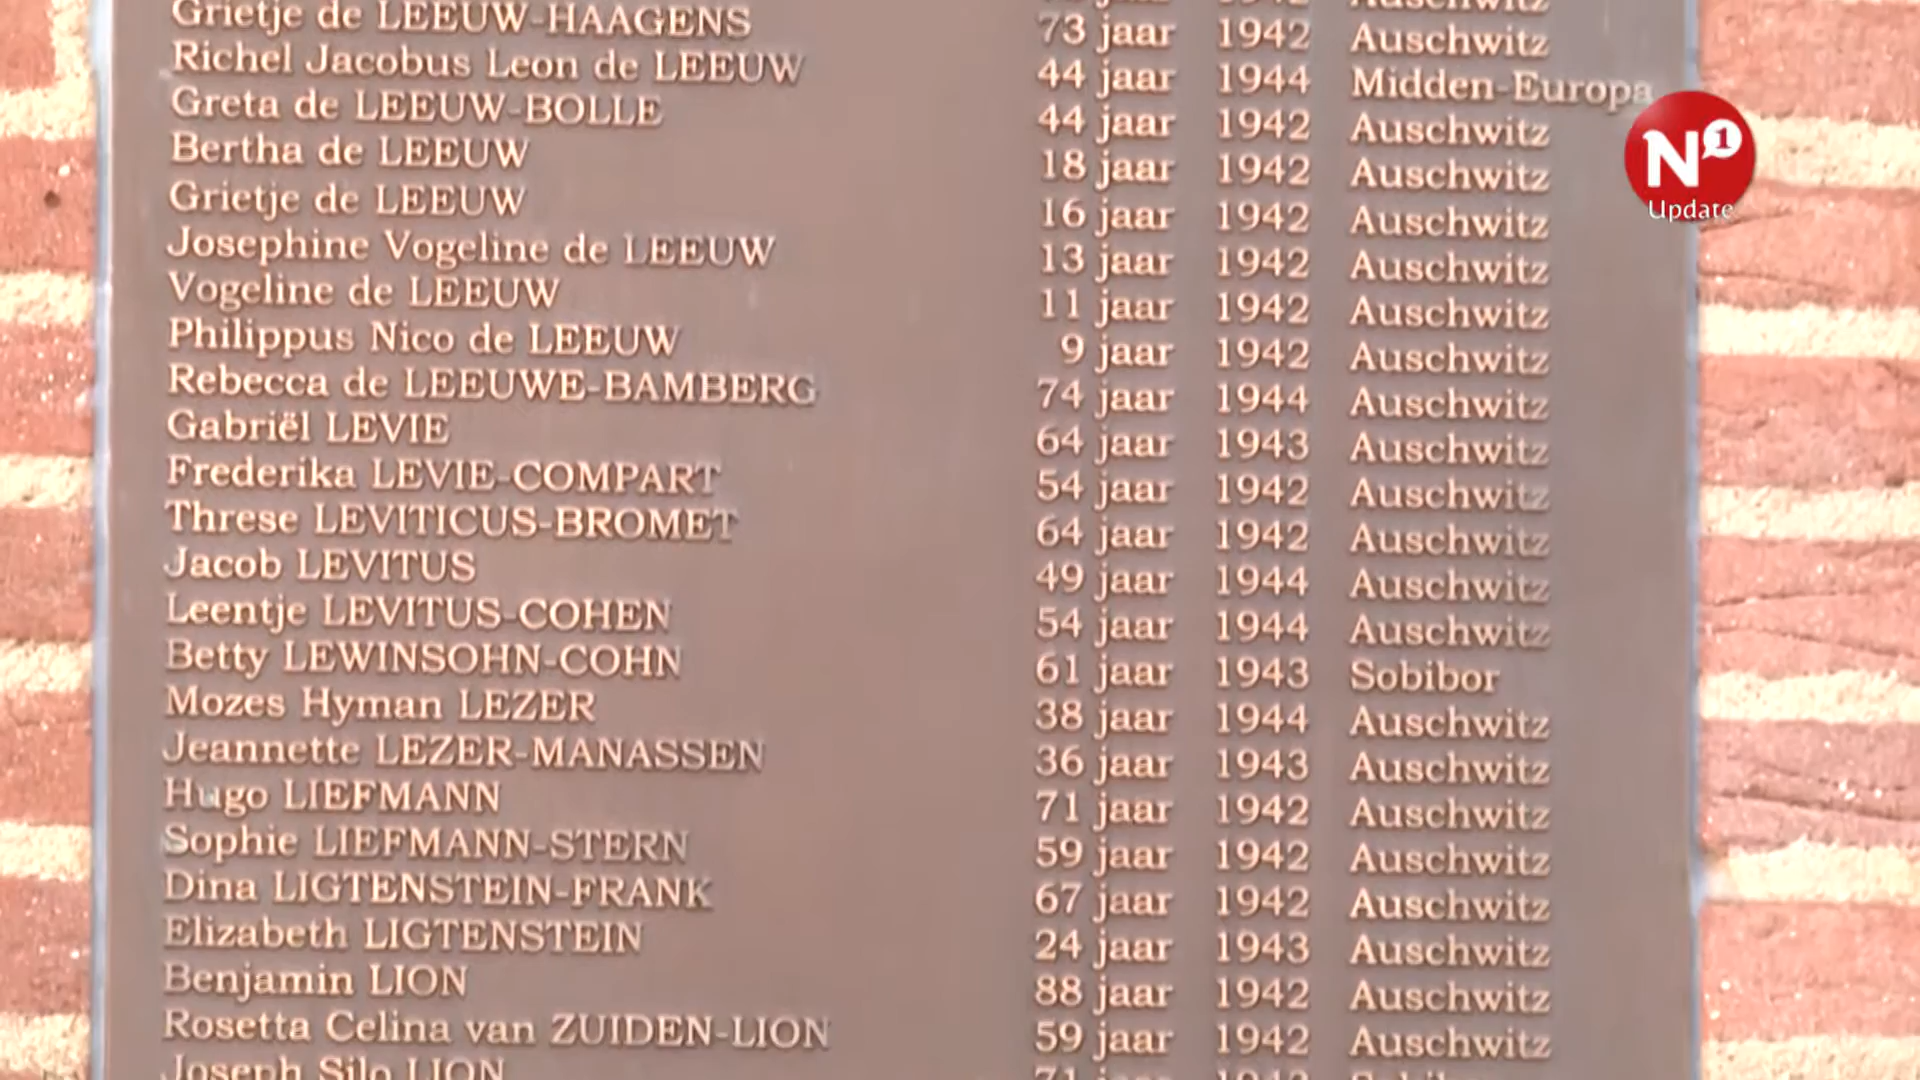 Grietje de LEEUW-HAAGENS 73 jaar 1942 Auschwitz
Richel Jacobus Leon de LEEUW 44 jaar 1944 Midden-Europa
Greta de LEEUW-BOLLE 44 jaar 1942 Auschwitz
Bertha de LEEUW 18 jaar 1942 Auschwitz
Grietje de LEEUW 16 jaar 1942 Auschwitz
Josephine Vogeline de LEEUW 13 jaar 1942 Auschwitz
Vogeline de LEEUW 11 jaar 1942 Auschwitz
Philippus Nico de LEEUW 9 jaar 1942 Auschwitz
Rebecca de LEEUWE-BAMBERG 74 jaar 1944 Auschwitz
Gabriël LEVIE 64 jaar 1943 Auschwitz
Frederika LEVIE-COMPART 54 jaar 1942 Auschwitz
Threse LEVITICUS-BROMET 64 jaar 1942 Auschwitz
Jacob LEVITUS 49 jaar 1944 Auschwitz
Leentje LEVITUS-COHEN 54 jaar 1944 Auschwitz
Betty LEWINSOHN-COHN 61 jaar 1943 Sobibor
Mozes Hyman LEZER 38 jaar 1944 Auschwitz
Jeannette LEZER-MANASSEN 36 jaar 1943 Auschwitz
Hugo LIEFMANN 71 jaar 1942 Auschwitz
Sophie LIEFMANN-STERN 59 jaar 1942 Auschwitz
Dina LIGTENSTEIN-FRANK 67 jaar 1942 Auschwitz
Elizabeth LIGTENSTEIN 24 jaar 1943 Auschwitz
Benjamin LION 88 jaar 1942 Auschwitz
Rosetta Celina van ZUIDEN-LION 59 jaar 1942 Auschwitz
Joseph Silo LION 71 jaar
N1
Update